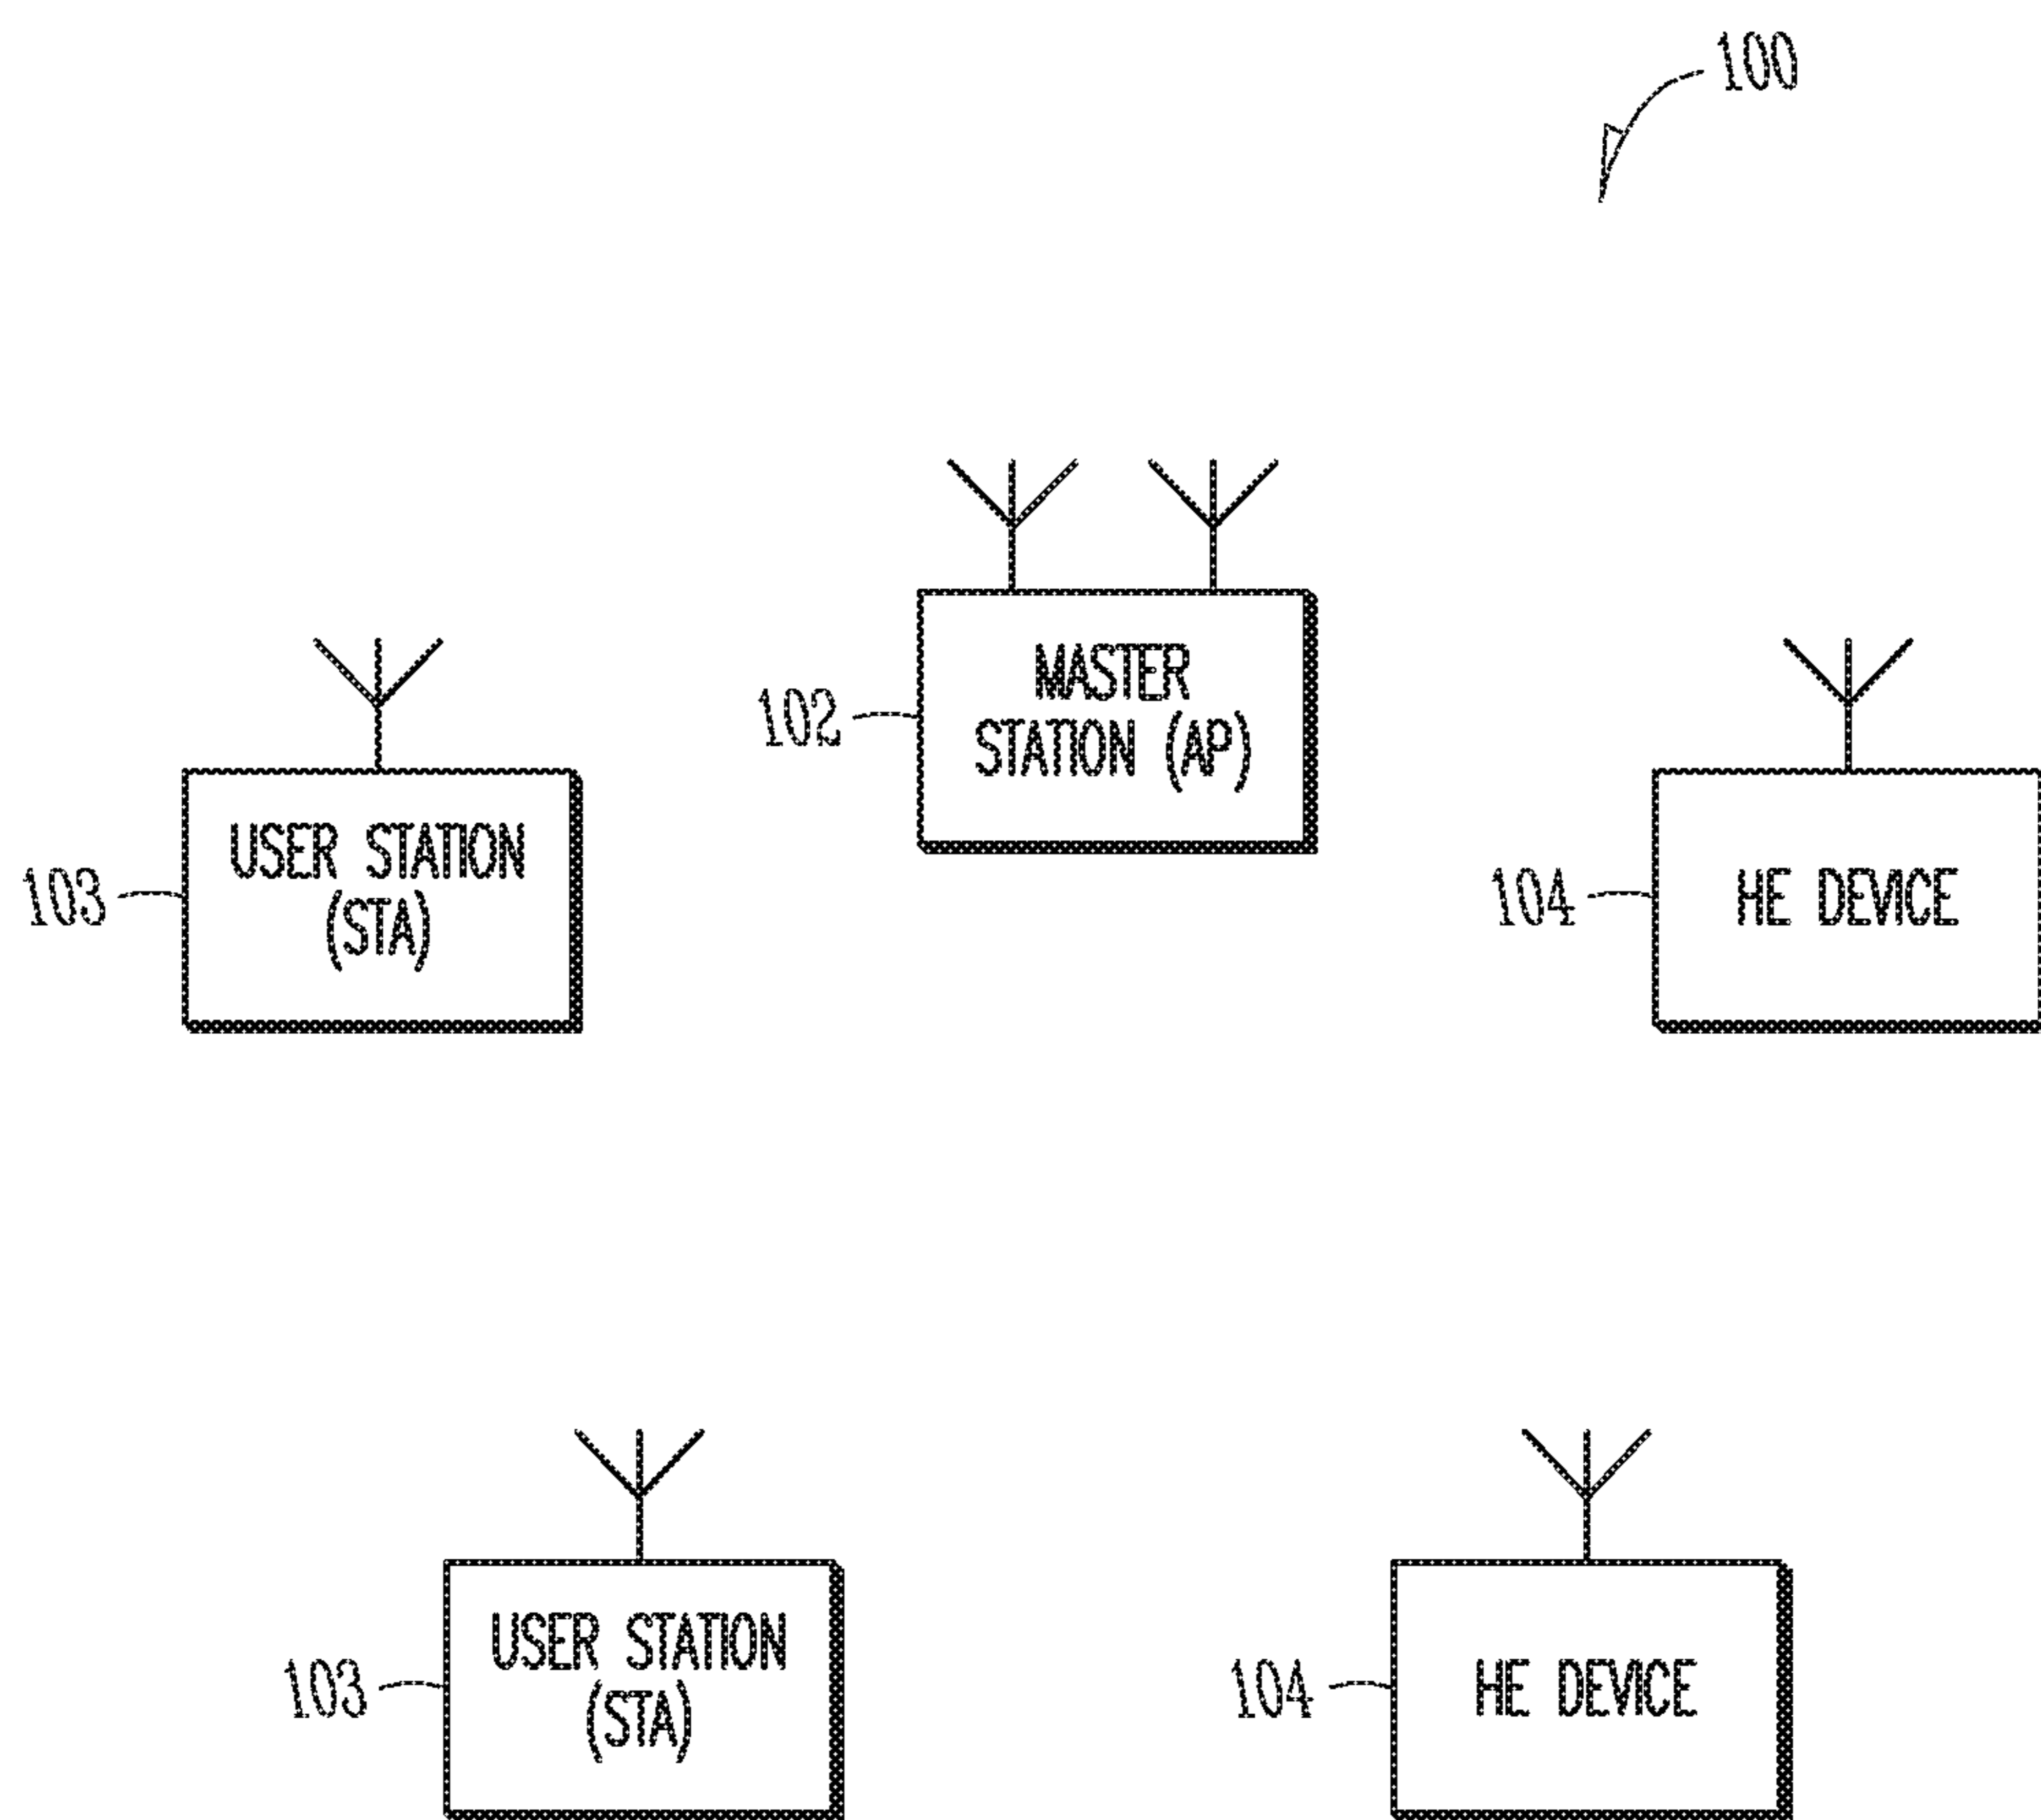 100
102
MASTER
STATION (AP)
103
USER STATION
(STA)
104
HE DEVICE
103
USER STATION
(STA)
104
HE DEVICE